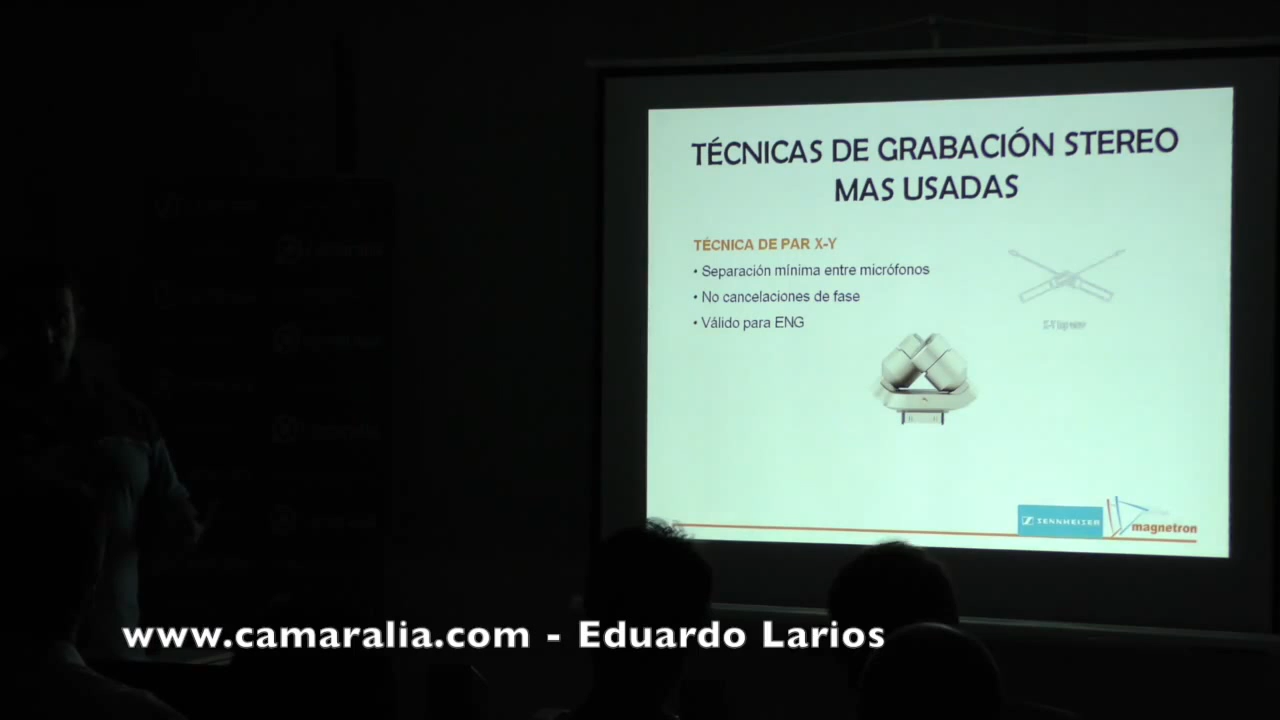 TÉCNICAS DE GRABACIÓN STEREO
MAS USADAS
TÉCNICA DE PAR X-Y
• Separación mínima entre micrófonos
• No cancelaciones de fase
• Válido para ENG
SENNHEISER
magnetron
www.camaralia.com - Eduardo Larios